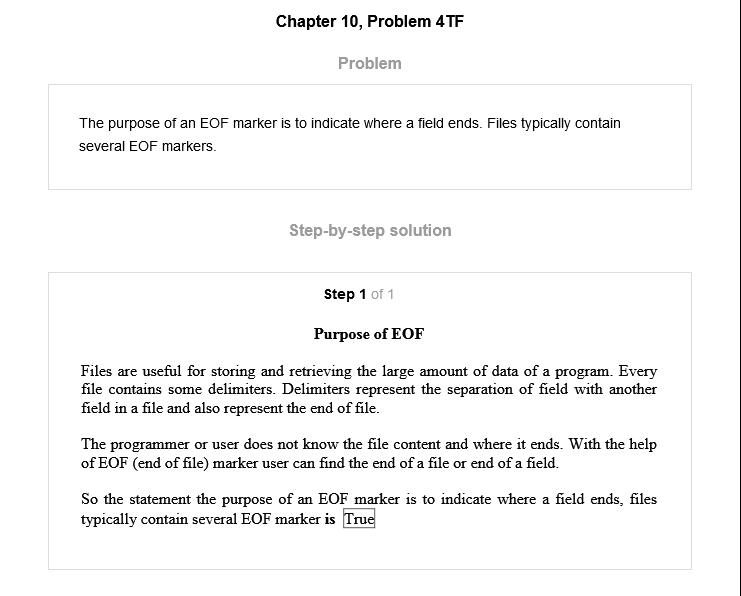 Chapter 10, Problem 4TF
Problem
The purpose of an EOF marker is to indicate where a field ends. Files typically contain
several EOF markers.
Step-by-step solution
Step 1 of 1
Purpose of EOF
Files are useful for storing and retrieving the large amount of data of a program. Every
file contains some delimiters. Delimiters represent the separation of field with another
field in a file and also represent the end of file.
The programmer or user does not know the file content and where it ends. With the help
of EOF (end of file) marker user can find the end of a file or end of a field.
So the statement the purpose of an EOF marker is to indicate where a field ends, files
typically contain several EOF marker is True